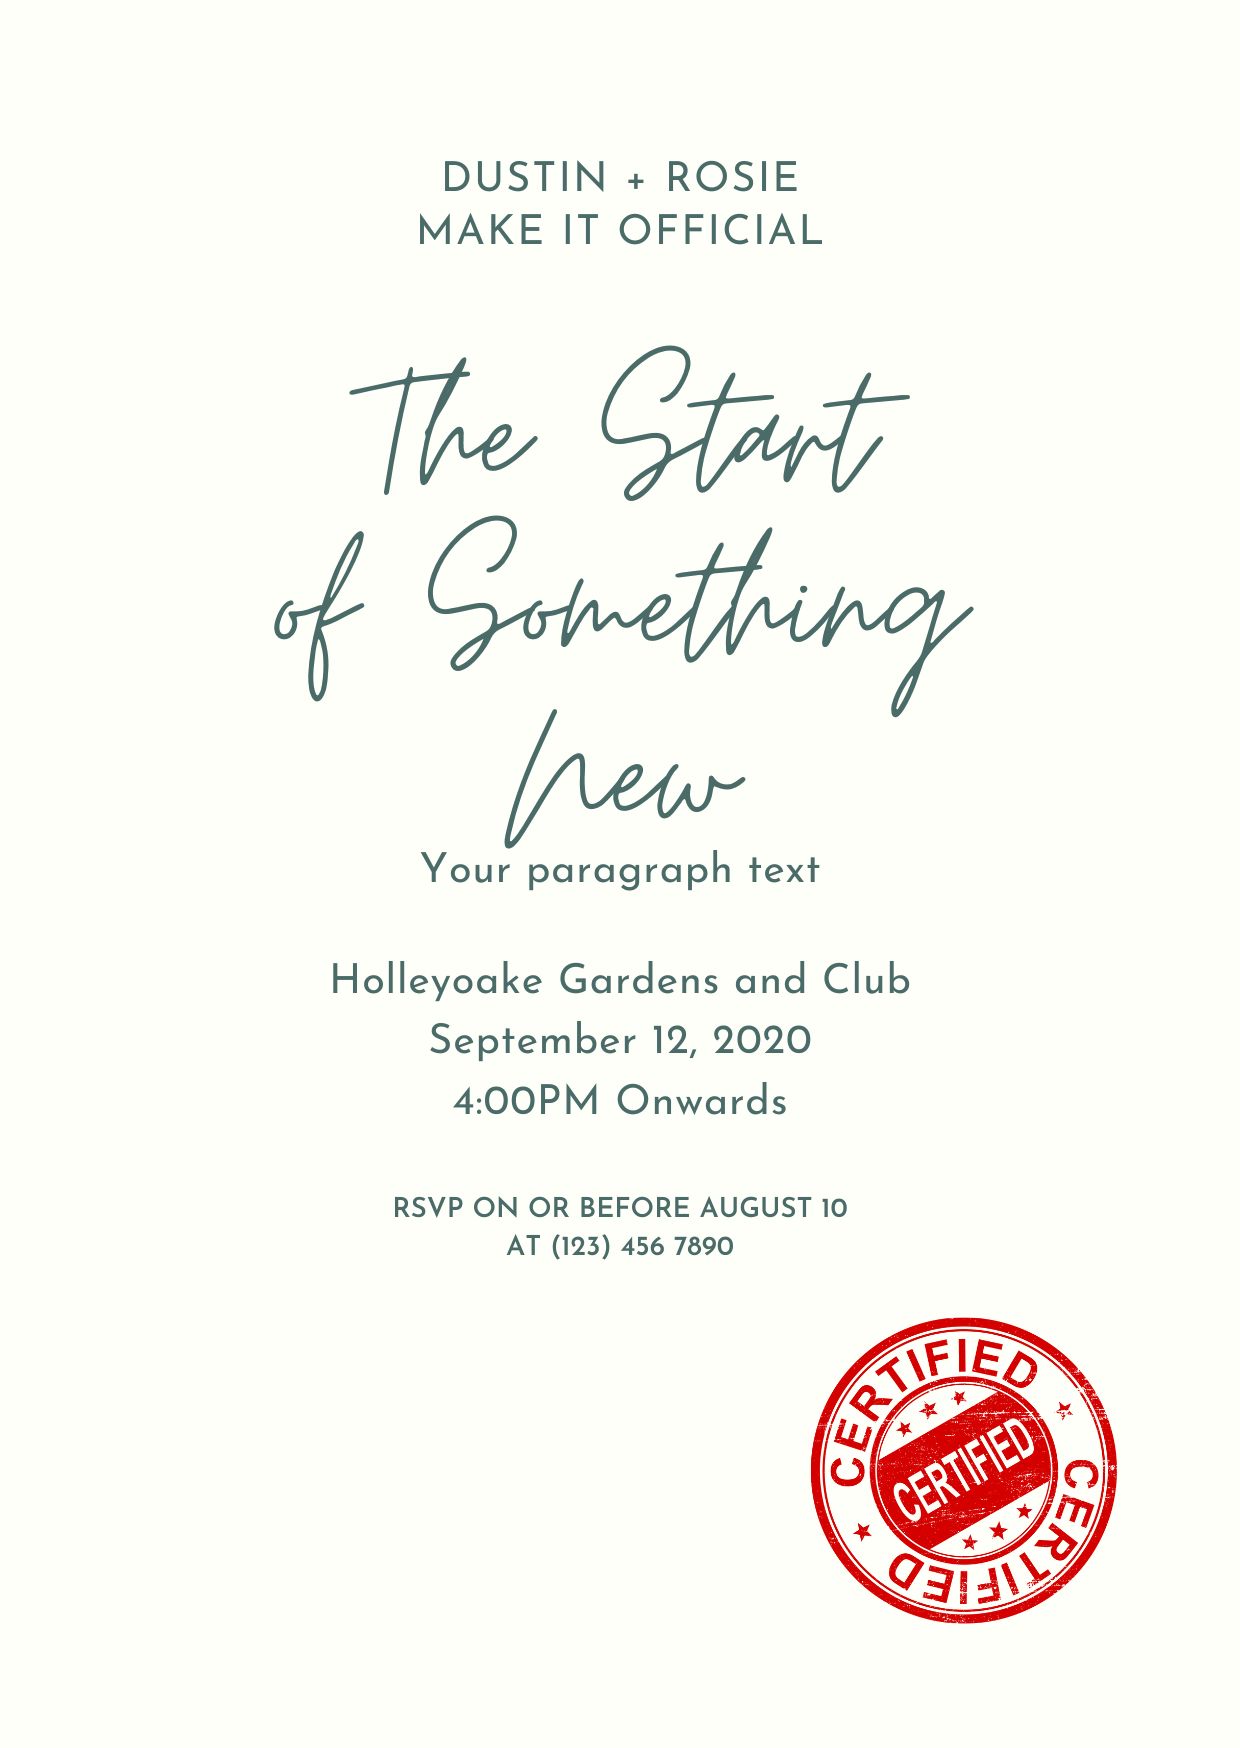 DUSTIN + ROSIE
MAKE IT OFFICIAL
The Start
of Something
New
Your paragraph text
Holleyoake Gardens and Club
September 12, 2020
4:00PM Onwards
RSVP ON OR BEFORE AUGUST 10
AT (123) 456 7890
CERTIFIED
CERTIFIED
CERTIFIED